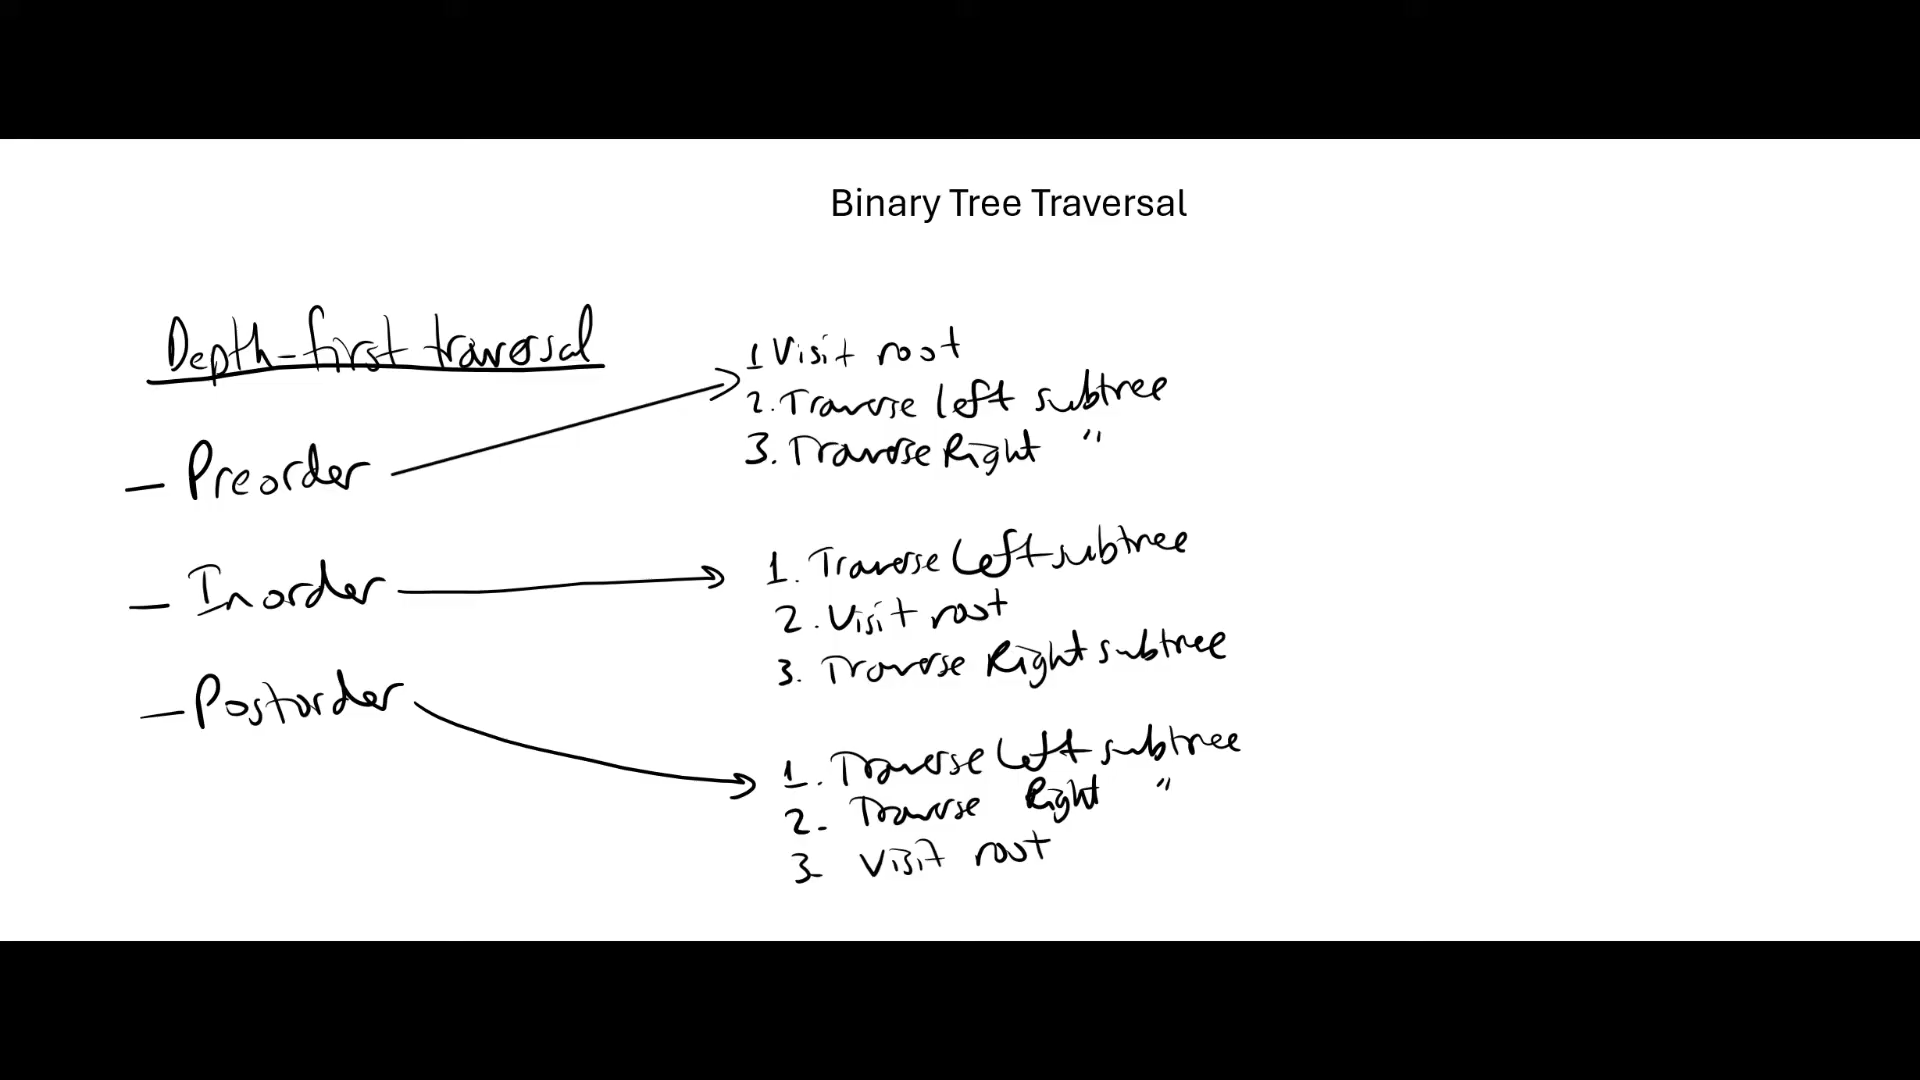 Binary Tree Traversal
Depth-first traversal
- Preorder
1 Visit root
2. Traverse left subtree
3. Traverse Right "
- Inorder
1. Traverse Left subtree
2. Visit root
3. Traverse Right subtree
- Postorder
1. Traverse Left subtree
2. Traverse Right "
3 Visit root